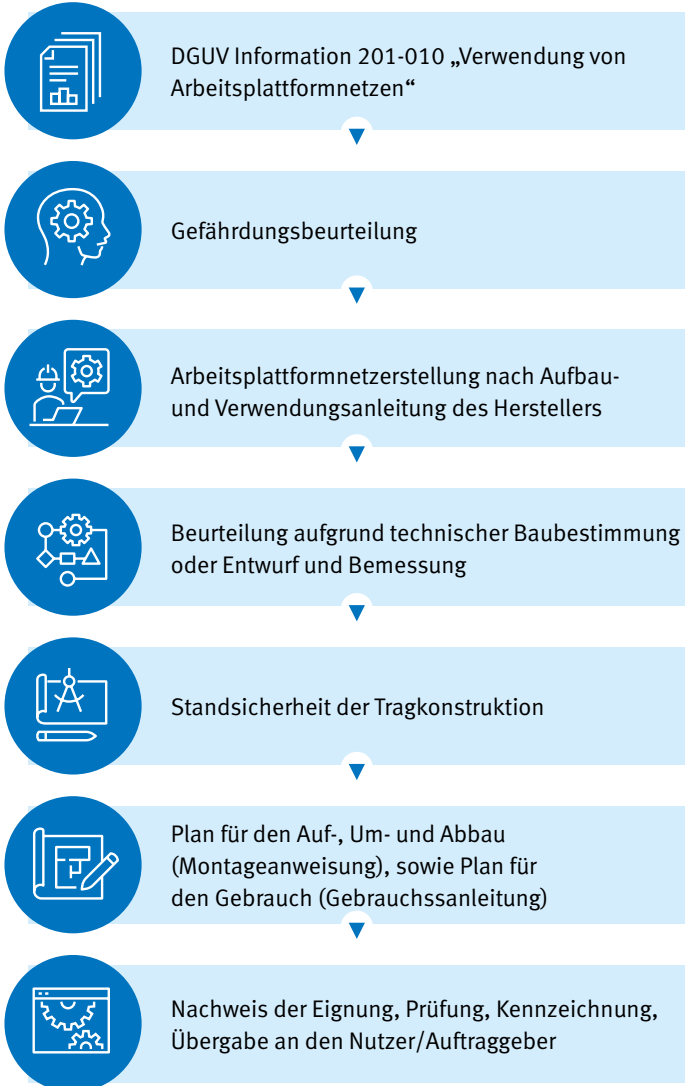 DGUV Information 201-010 „Verwendung von
Arbeitsplattformnetzen“
Gefährdungsbeurteilung
Arbeitsplattformnetzerstellung nach Aufbau-
und Verwendungsanleitung des Herstellers
Beurteilung aufgrund technischer Baubestimmung
oder Entwurf und Bemessung
Standsicherheit der Tragkonstruktion
Plan für den Auf-, Um- und Abbau
(Montageanweisung), sowie Plan für
den Gebrauch (Gebrauchssanleitung)
Nachweis der Eignung, Prüfung, Kennzeichnung,
Übergabe an den Nutzer/Auftraggeber